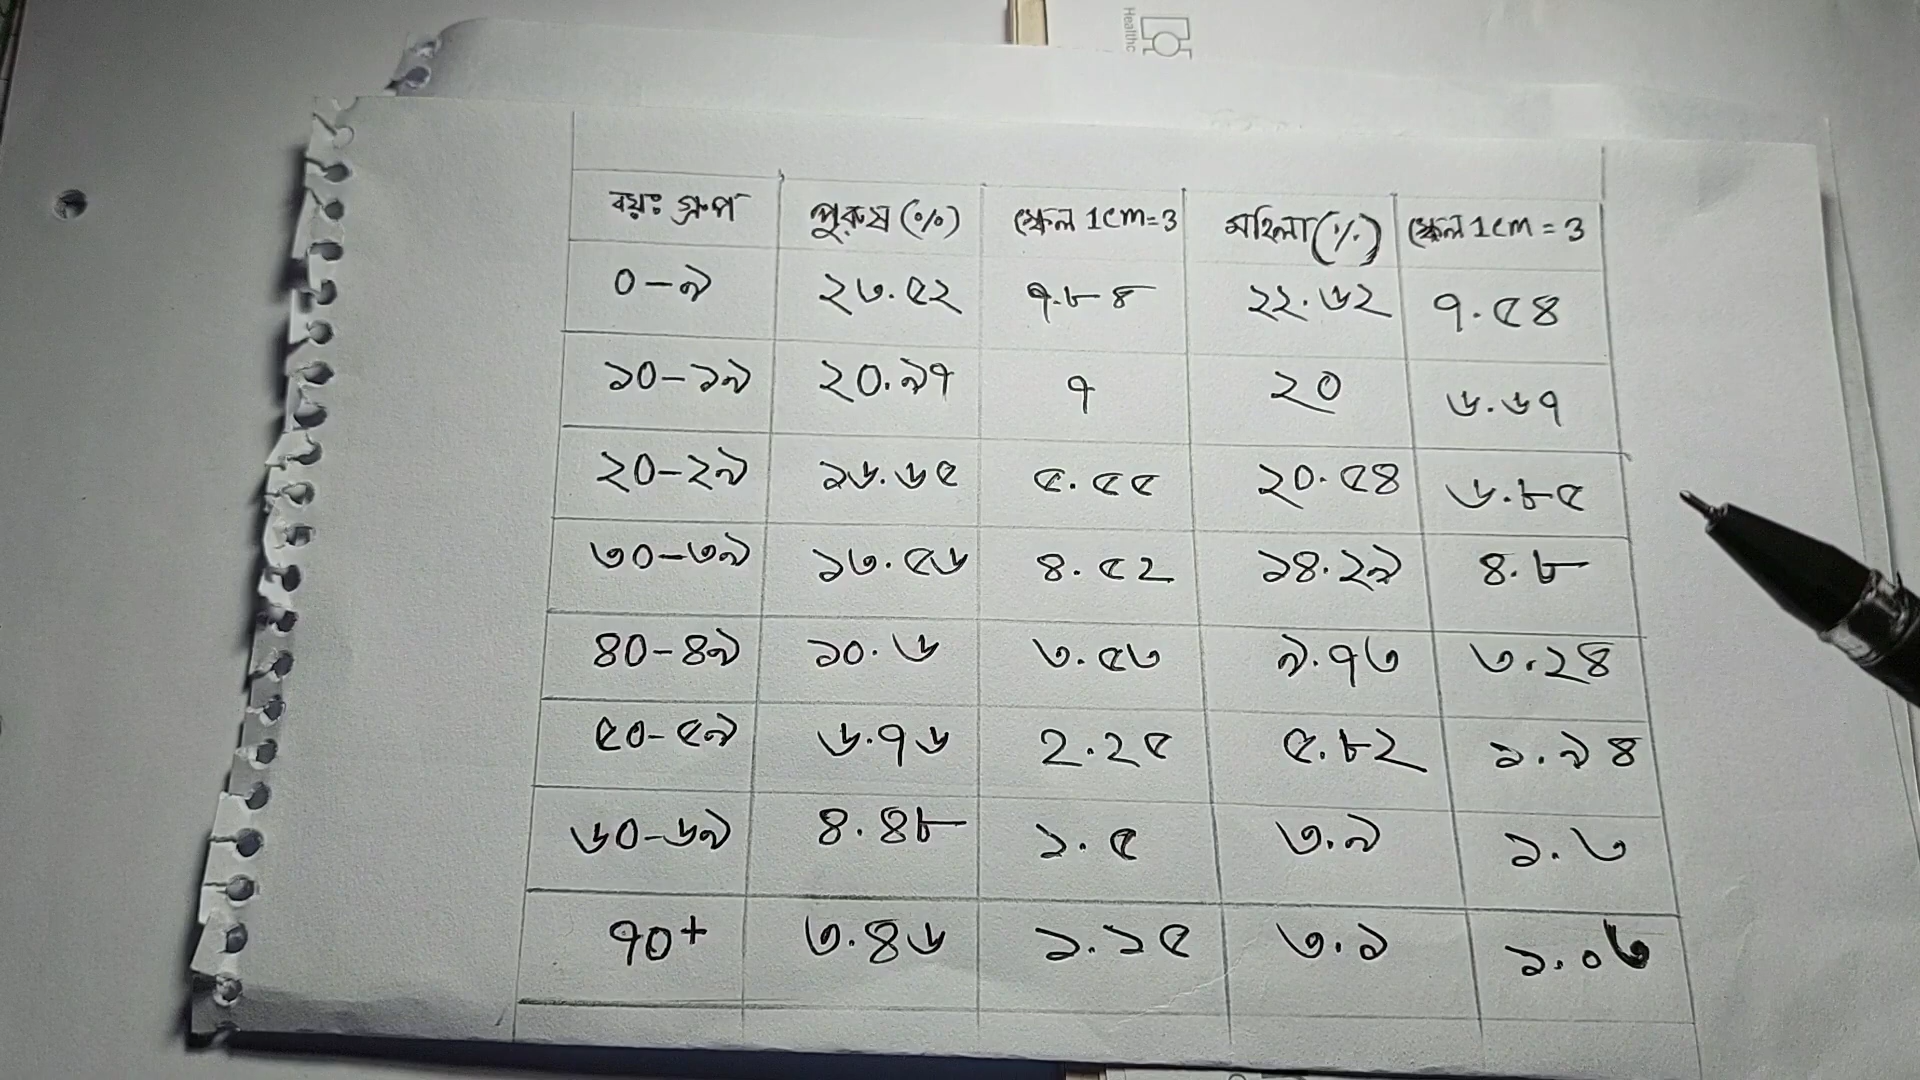 Healthc
বয়ঃ গ্রুপ পুরুষ (%) স্কেল 1cm=3 মহিলা (%) স্কেল 1cm = 3
০-৯ ২৩.৫২ ৭.৮৪ ২২.৬২ ৭.৫৪
১০-১৯ ২০.৯৭ ৭ ২০ ৬.৬৭
২০-২৯ ১৬.৬৫ ৫.৫৫ ২০.৫৪ ৬.৮৫
৩০-৩৯ ১৩.৫৬ ৪.৫২ ১৪.২৯ ৪.৮
৪০-৪৯ ১০.৬ ৩.৫৩ ৯.৭৩ ৩.২৪
৫০-৫৯ ৬.৭৬ ২.২৫ ৫.৮২ ১.৯৪
৬০-৬৯ ৪.৪৮ ১.৫ ৩.৯ ১.৩
৭০+ ৩.৪৬ ১.১৫ ৩.১ ১.০৩